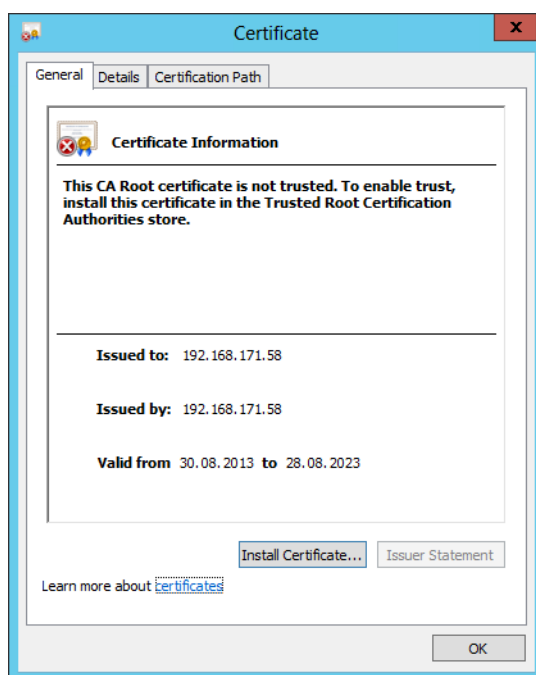 Certificate
x
General Details Certification Path
Certificate Information
This CA Root certificate is not trusted. To enable trust,
install this certificate in the Trusted Root Certification
Authorities store.
Issued to: 192.168.171.58
Issued by: 192.168.171.58
Valid from 30.08.2013 to 28.08.2023
Install Certificate... Issuer Statement
Learn more about certificates
OK